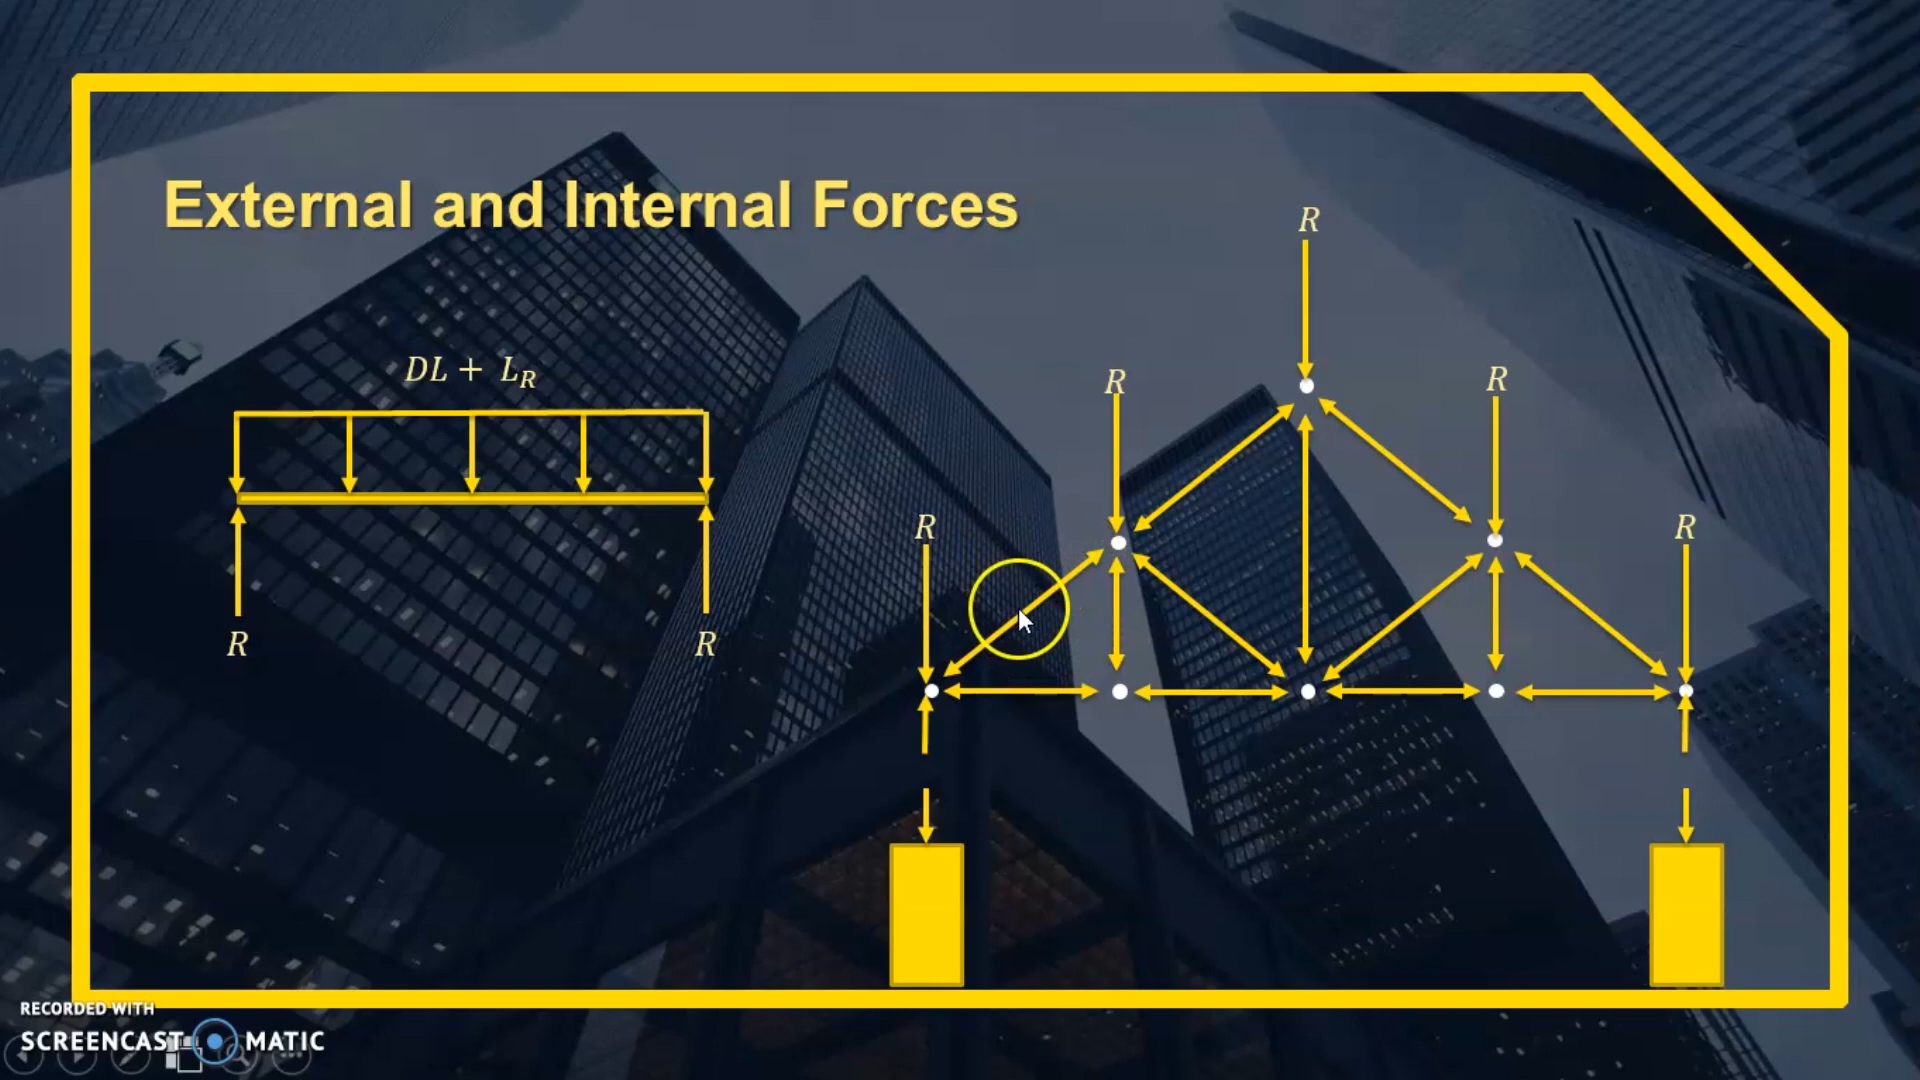 External and Internal Forces
R
DL + L_R
R
R
R
R
R
R
RECORDED WITH
SCREENCAST MATIC